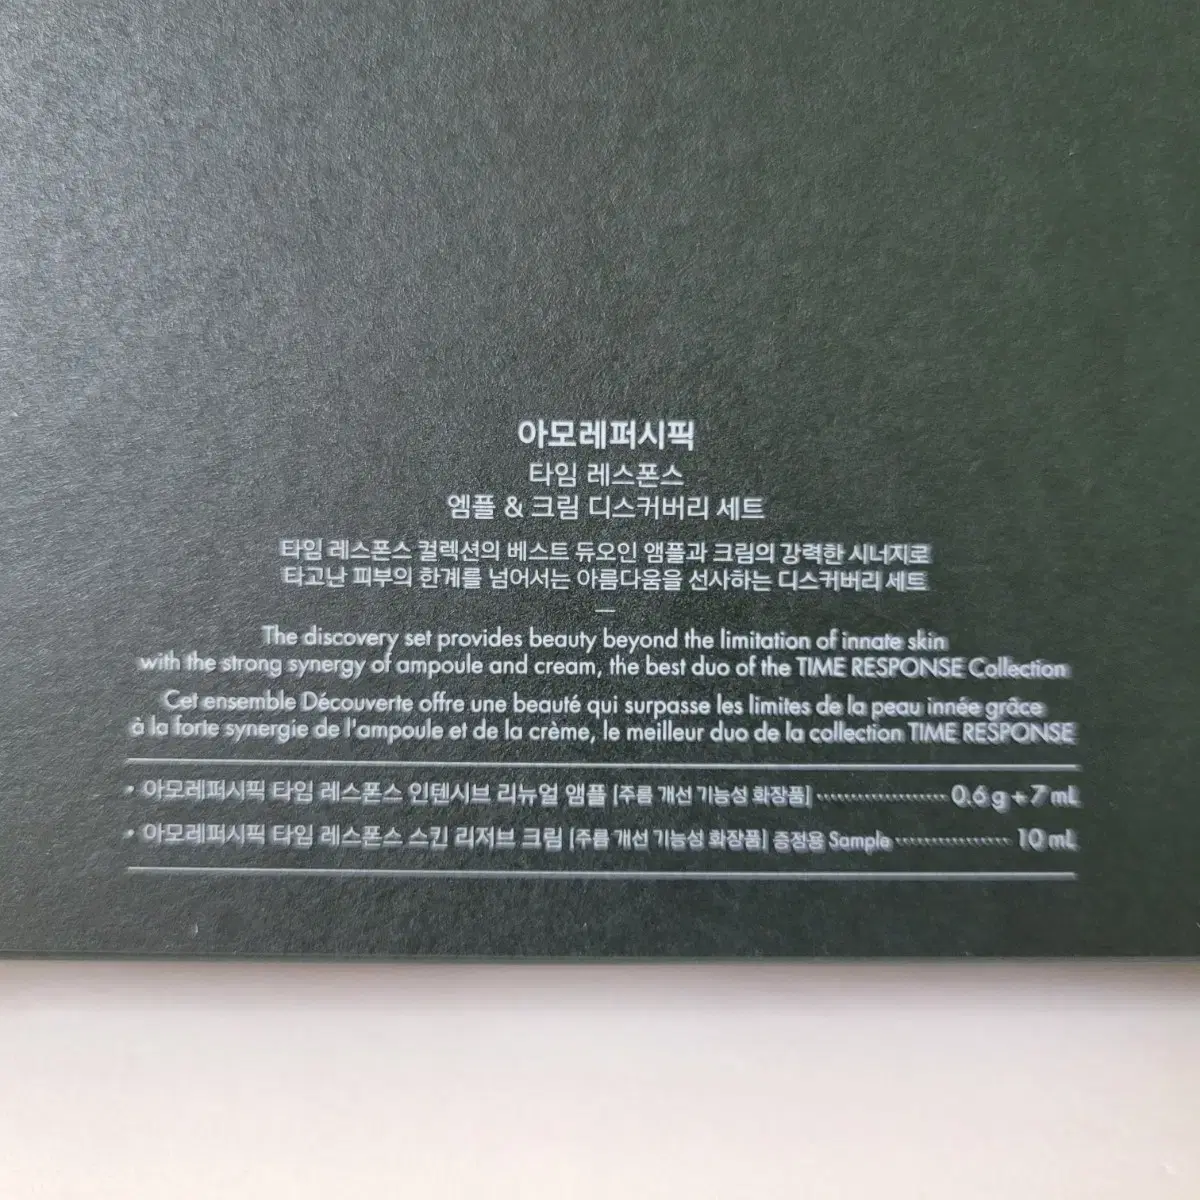 아모레퍼시픽
타임 레스폰스
엠플 & 크림 디스커버리 세트
타임 레스폰스 컬렉션의 베스트 듀오인 앰플과 크림의 강력한 시너지로
타고난 피부의 한계를 넘어서는 아름다움을 선사하는 디스커버리 세트
—
The discovery set provides beauty beyond the limitation of innate skin
with the strong synergy of ampoule and cream, the best duo of the TIME RESPONSE Collection
Cet ensemble Découverte offre une beauté qui surpasse les limites de la peau innée grâce
à la forte synergie de l'ampoule et de la crème, le meilleur duo de la collection TIME RESPONSE
• 아모레퍼시픽 타임 레스폰스 인텐시브 리뉴얼 앰플 [주름 개선 기능성 화장품] ···················· 0.6 g + 7 mL
• 아모레퍼시픽 타임 레스폰스 스킨 리저브 크림 [주름 개선 기능성 화장품] 증정용 Sample ·················· 10 mL